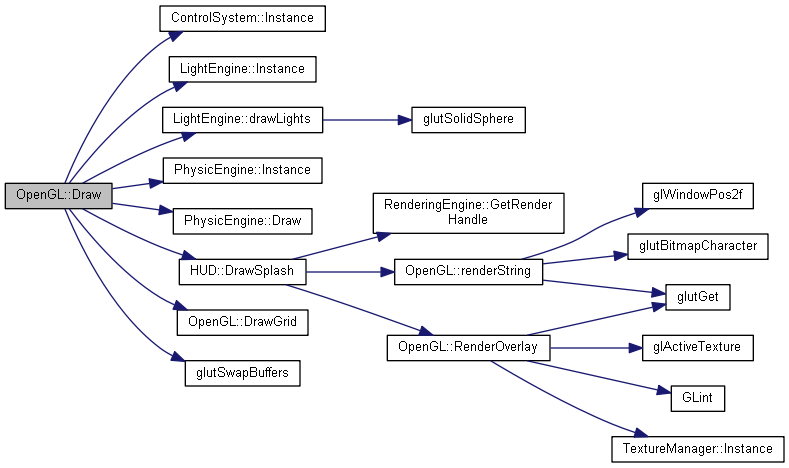 ControlSystem::Instance
LightEngine::Instance
LightEngine::drawLights
glutSolidSphere
PhysicEngine::Instance
OpenGL::Draw
PhysicEngine::Draw
RenderingEngine::GetRender
Handle
glWindowPos2f
glutBitmapCharacter
HUD::DrawSplash
OpenGL::renderString
glutGet
OpenGL::DrawGrid
OpenGL::RenderOverlay
glActiveTexture
glutSwapBuffers
GLint
TextureManager::Instance